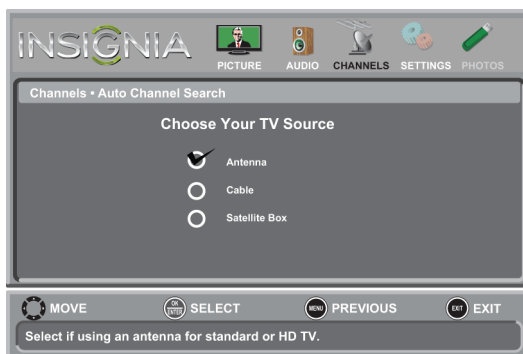 INSIGNIA
PICTURE AUDIO CHANNELS SETTINGS PHOTOS
Channels • Auto Channel Search
Choose Your TV Source
Antenna
Cable
Satellite Box
MOVE OK ENTER SELECT MENU PREVIOUS EXIT EXIT
Select if using an antenna for standard or HD TV.